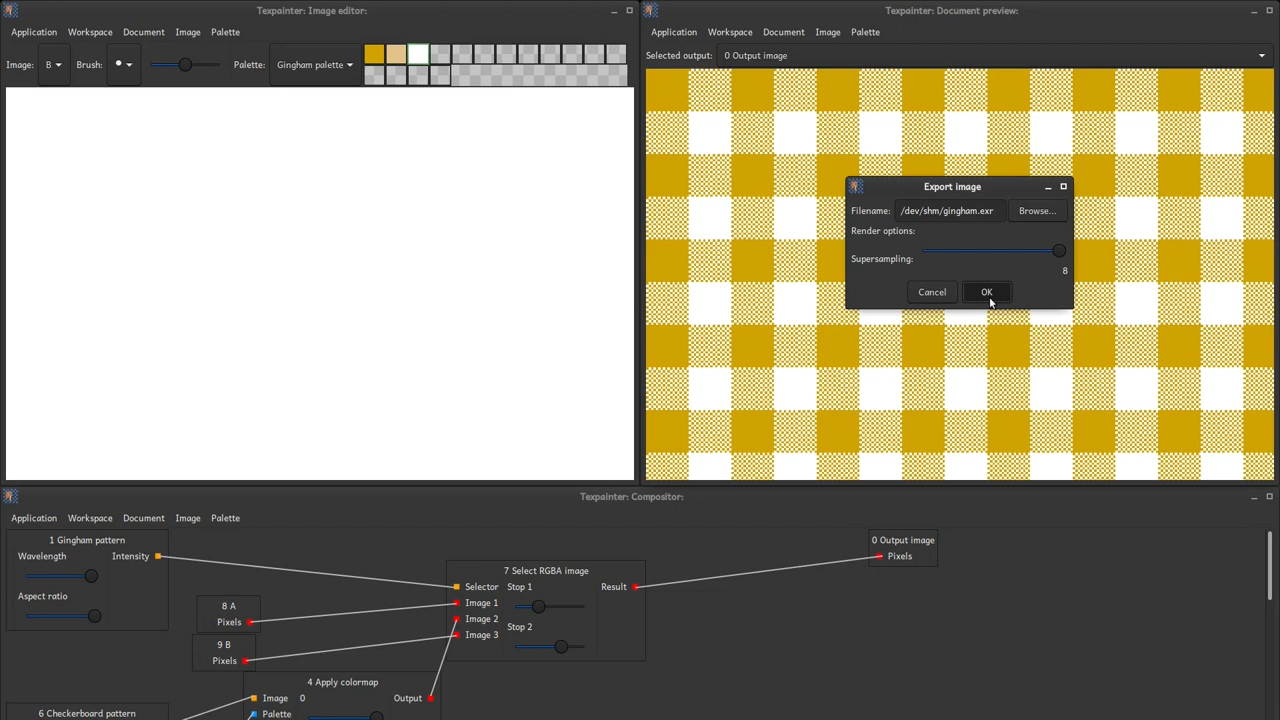 Texpainter: Image editor:
Application Workspace Document Image Palette
Image: B Brush: Palette: Gingham palette
Texpainter: Document preview:
Application Workspace Document Image Palette
Selected output: 0 Output image
Export image
Filename: /dev/shm/gingham.exr Browse...
Render options:
Supersampling:
8
Cancel OK
Texpainter: Compositor:
Application Workspace Document Image Palette
1 Gingham pattern
Wavelength Intensity
Aspect ratio
8 A
Pixels
9 B
Pixels
4 Apply colormap
Image 0 Output
Palette
6 Checkerboard pattern
7 Select RGBA image
Selector Stop 1 Result
Image 1
Image 2 Stop 2
Image 3
0 Output image
Pixels